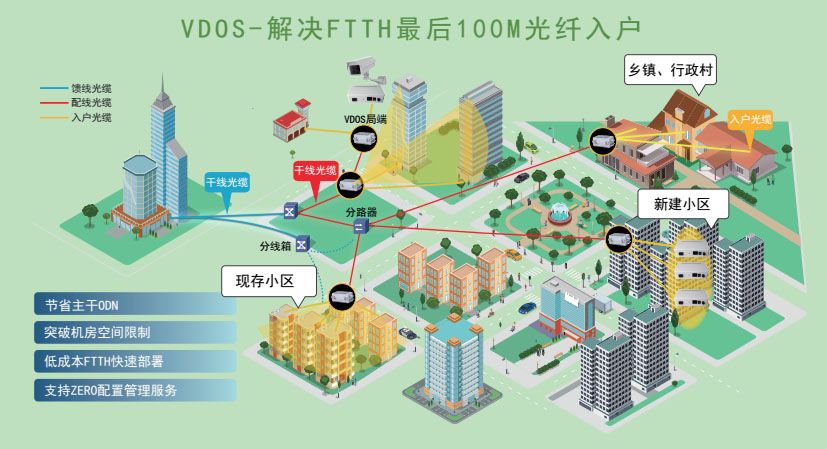 VDOS-解决FTTH最后100M光纤入户
馈线光缆
配线光缆
入户光缆
VDOS局端
乡镇、行政村
入户光缆
干线光缆
干线光缆
分路器
新建小区
分线箱
现存小区
节省主干ODN
突破机房空间限制
低成本FTTH快速部署
支持ZERO配置管理服务